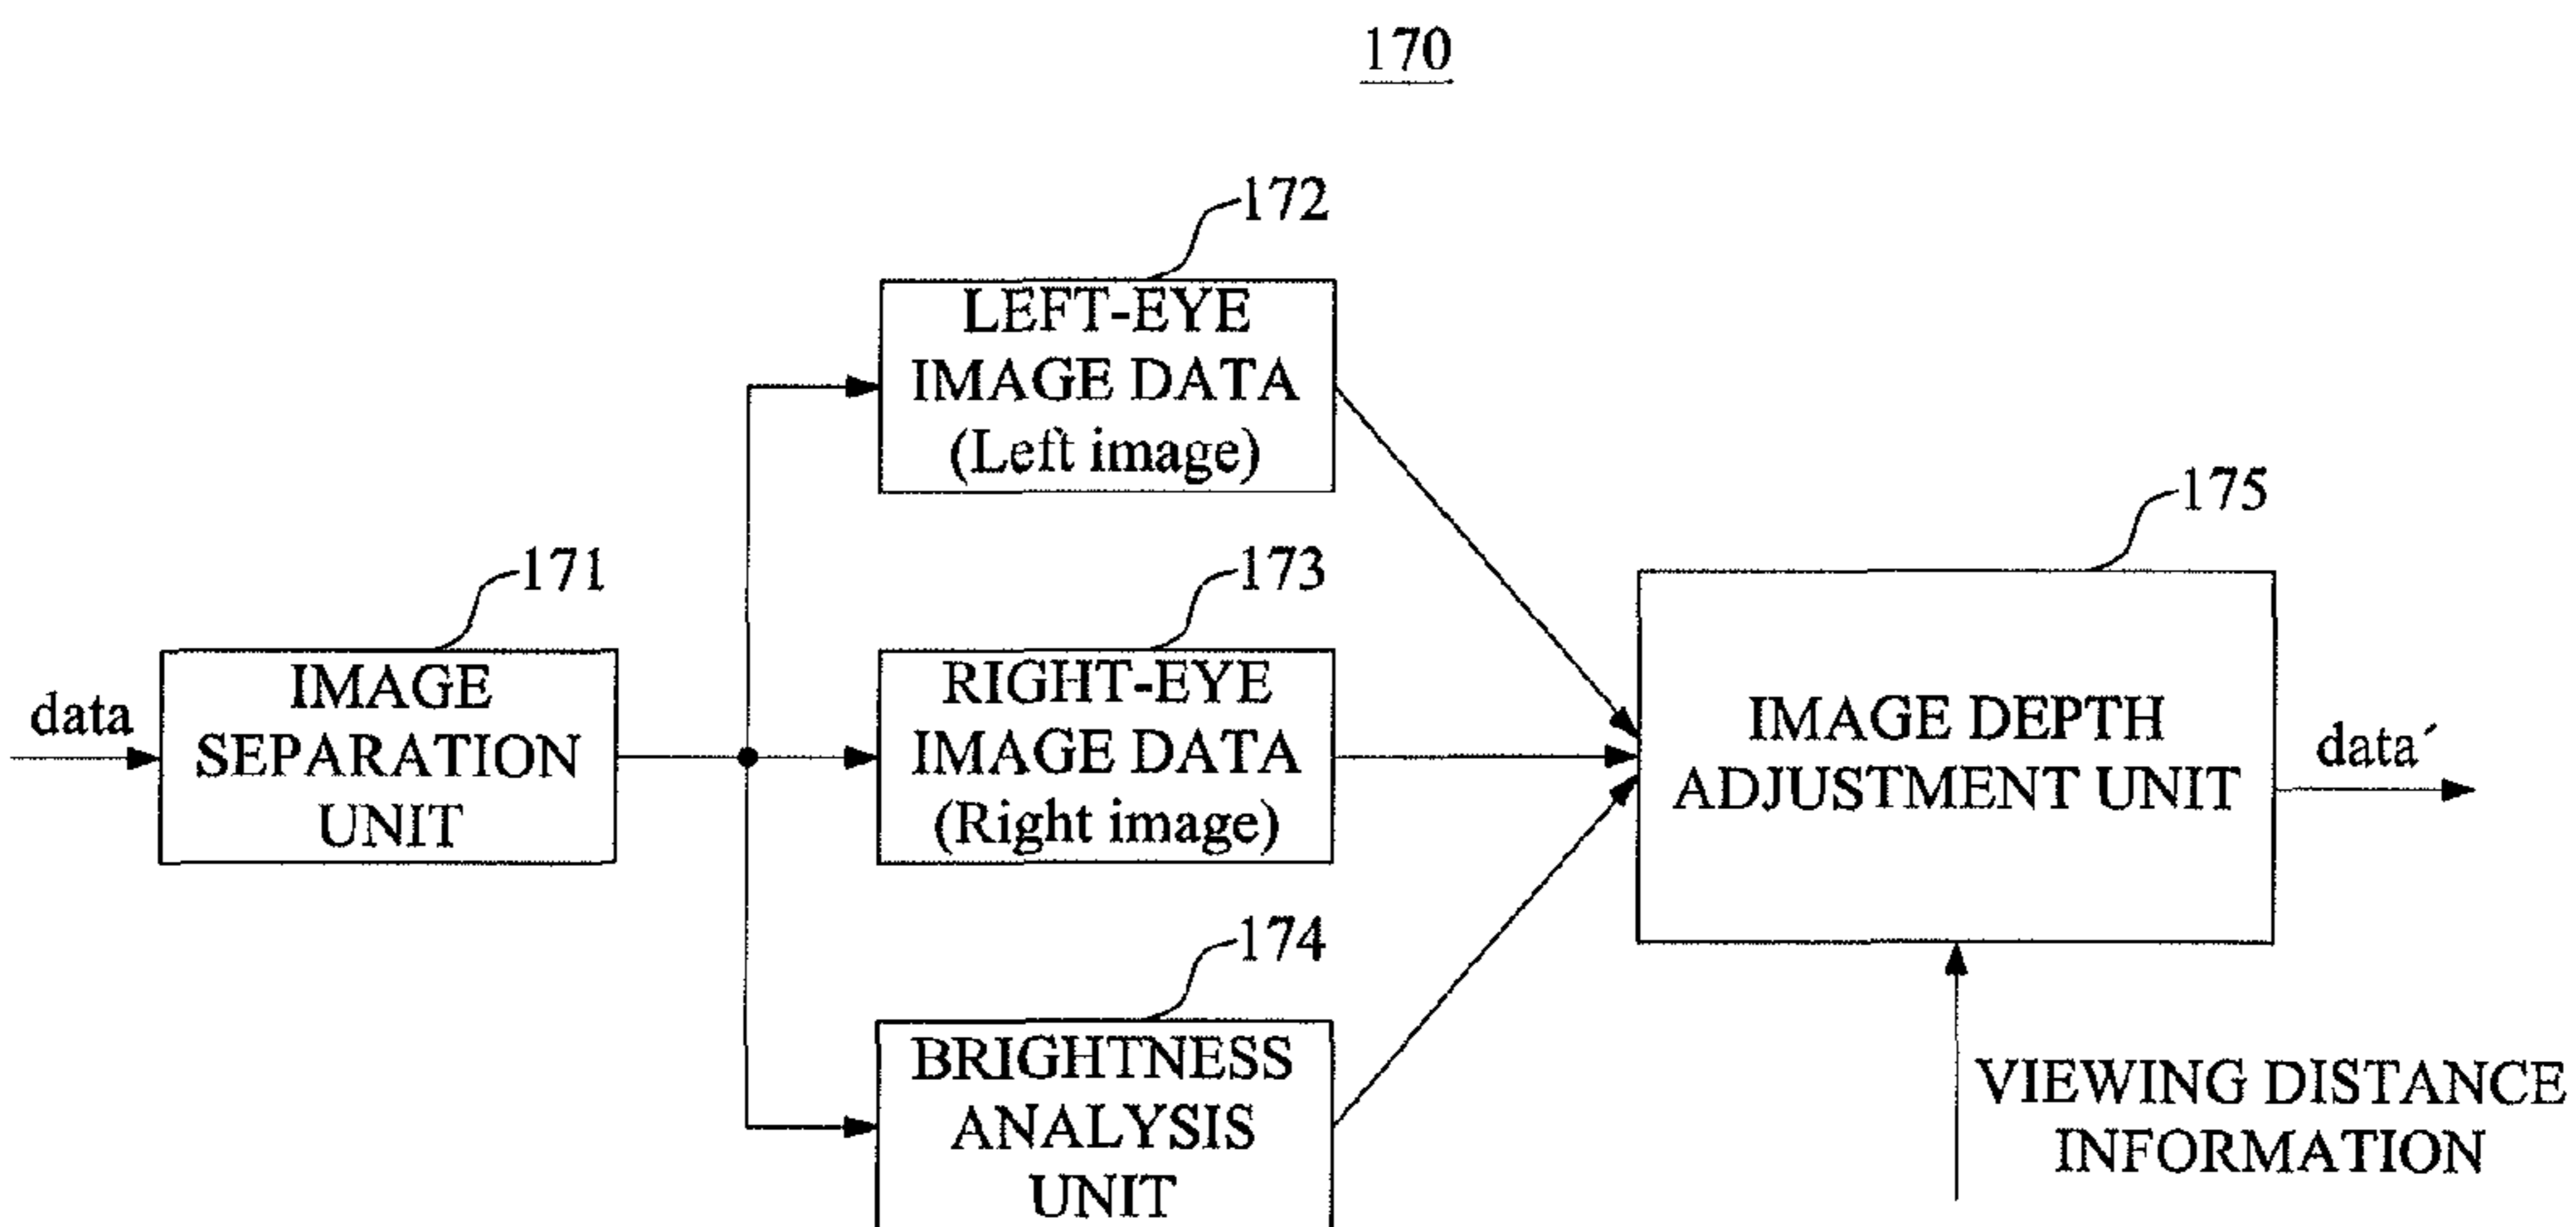 170
172
LEFT-EYE
IMAGE DATA
(Left image)
175
171
173
data
IMAGE
SEPARATION
UNIT
RIGHT-EYE
IMAGE DATA
(Right image)
IMAGE DEPTH
ADJUSTMENT UNIT
data´
174
BRIGHTNESS
ANALYSIS
UNIT
VIEWING DISTANCE
INFORMATION